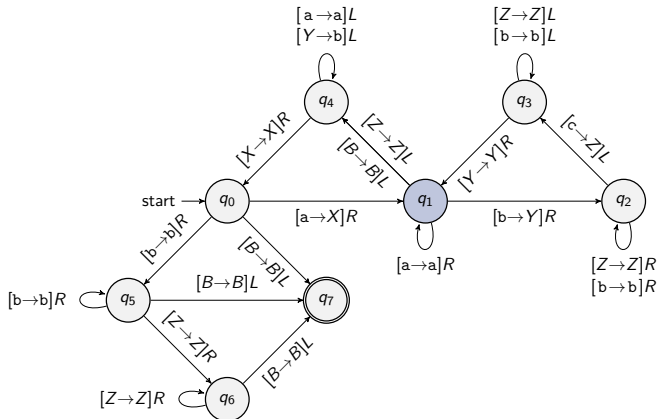 [a→a]L
[Y→b]L
[Z→Z]L
[b→b]L
q4
q3
[X→X]R
[Z→Z]L
[B→B]L
[Y→Y]R
[c→Z]L
start
q0
[a→X]R
q1
[b→Y]R
q2
[b→b]R
[B→B]L
[a→a]R
[Z→Z]R
[b→b]R
[b→b]R
q5
[B→B]L
q7
[Z→Z]R
[B→B]L
[Z→Z]R
q6